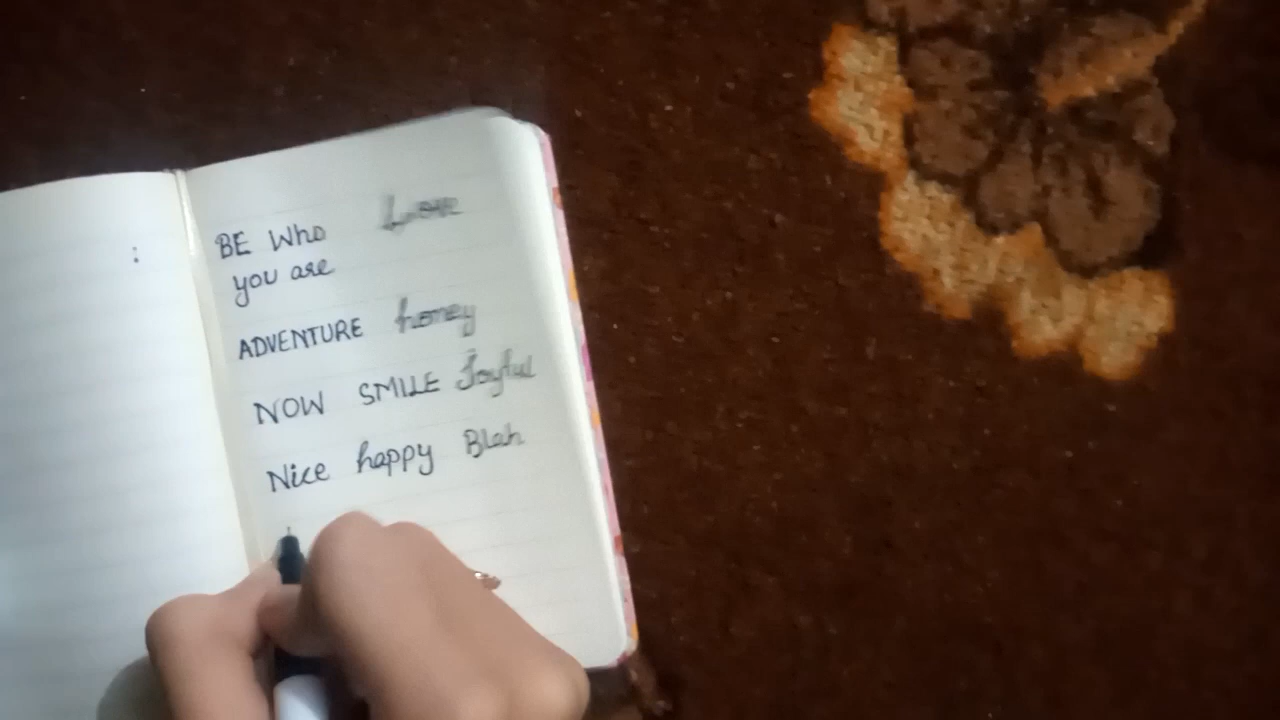 BE Who Love
you are
ADVENTURE honey
NOW SMILE Joyful
Nice happy Blah